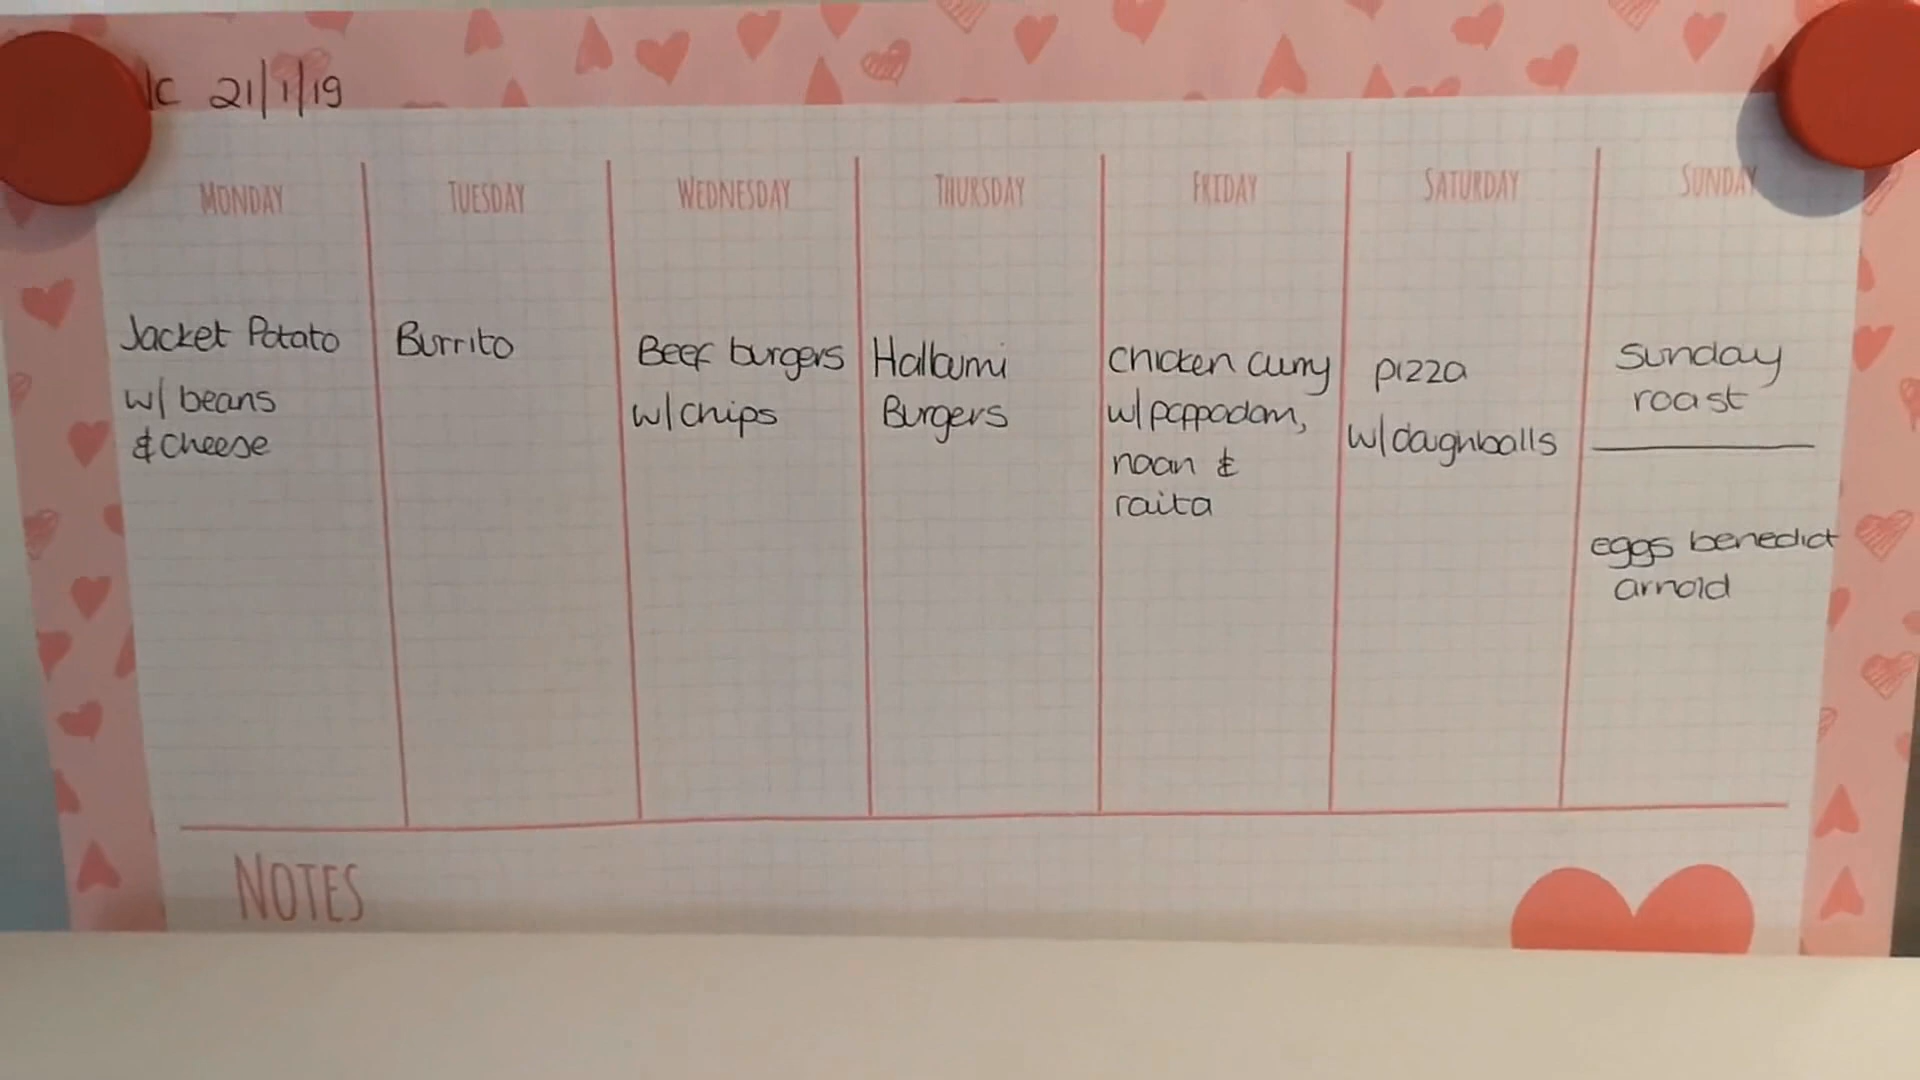 /C 21/1/19
MONDAY
Jacket Potato
w/ beans
& cheese
TUESDAY
Burrito
WEDNESDAY
Beef burgers
w/ chips
THURSDAY
Halloumi
Burgers
FRIDAY
chicken curry
w/ poppadom,
naan &
raita
SATURDAY
pizza
w/ doughballs
SUNDAY
Sunday
roast
eggs benedict
arnold
NOTES